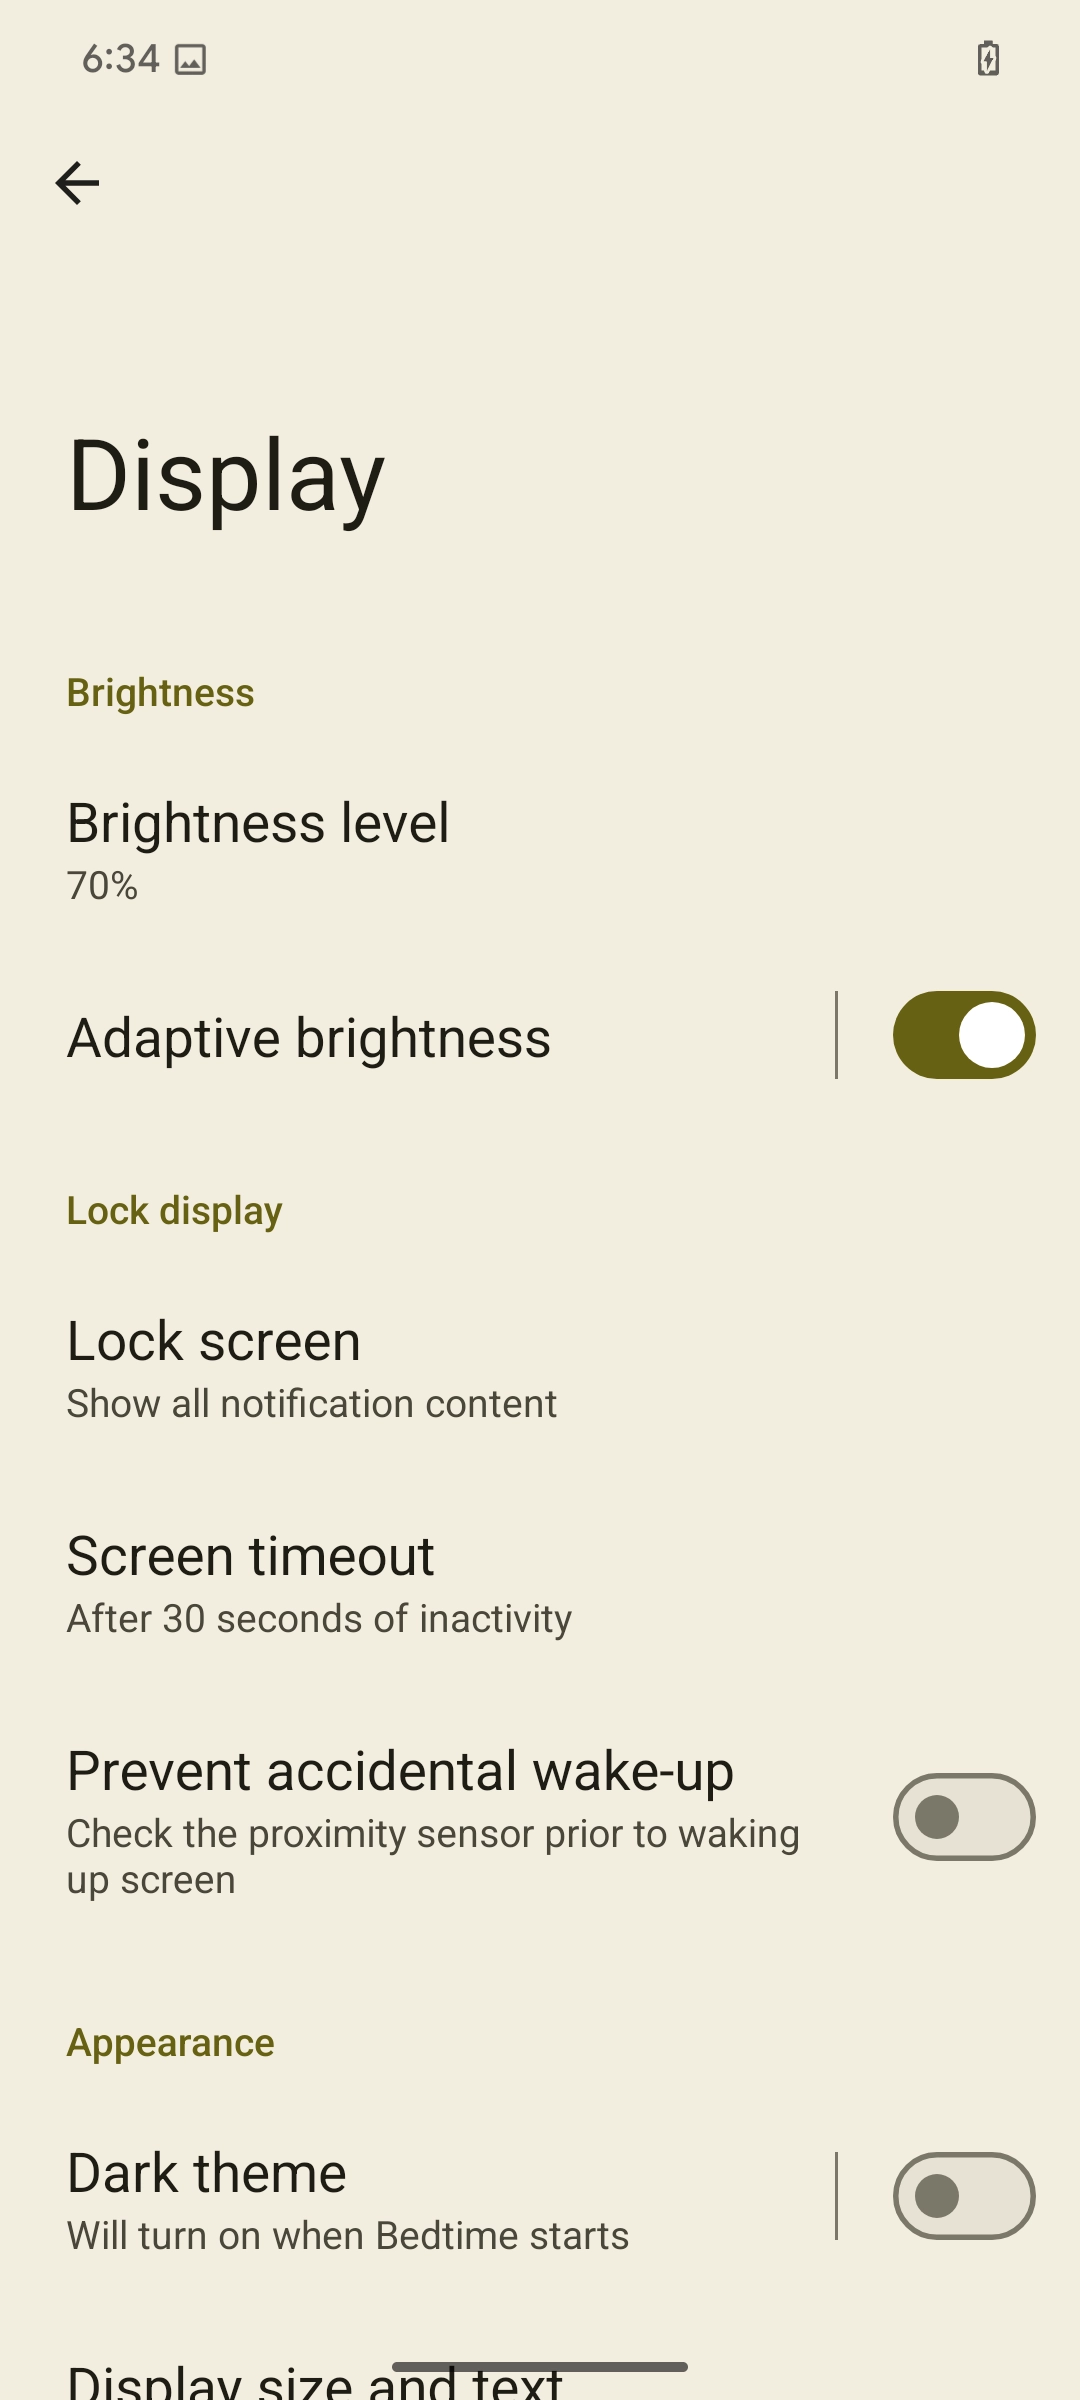 6:34
Display
Brightness
Brightness level
70%
Adaptive brightness
Lock display
Lock screen
Show all notification content
Screen timeout
After 30 seconds of inactivity
Prevent accidental wake-up
Check the proximity sensor prior to waking
up screen
Appearance
Dark theme
Will turn on when Bedtime starts
Display size and text